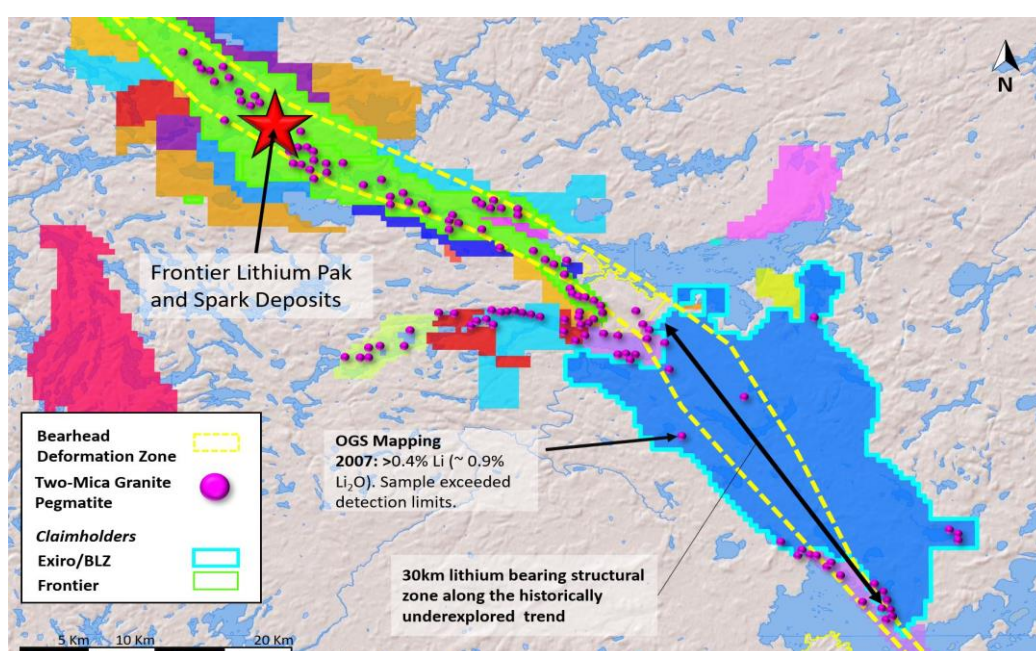 N
Frontier Lithium Pak
and Spark Deposits
OGS Mapping
2007: >0.4% Li (~ 0.9%
Li₂O). Sample exceeded
detection limits.
30km lithium bearing structural
zone along the historically
underexplored trend
Bearhead
Deformation Zone
Two-Mica Granite
Pegmatite
Claimholders
Exiro/BLZ
Frontier
5 Km 10 Km 20 Km